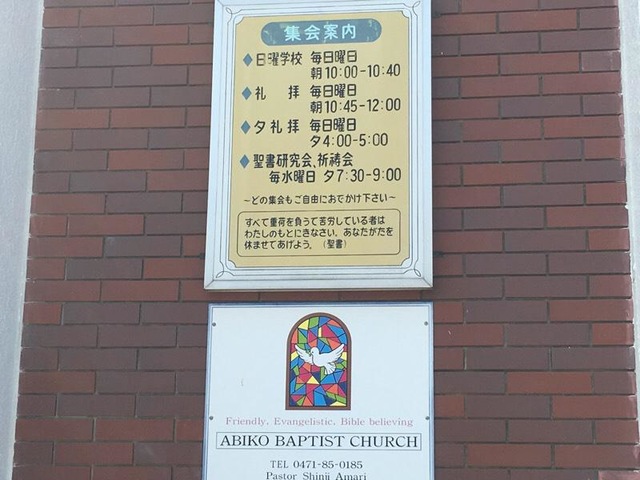 集会案内
◆日曜学校 毎日曜日
朝10:00-10:40
◆礼拝 毎日曜日
朝10:45-12:00
◆夕礼拝 毎日曜日
夕4:00-5:00
◆聖書研究会、祈祷会
毎水曜日 夕7:30-9:00
～どの集会もご自由におでかけ下さい～
すべて重荷を負うて苦労している者は
わたしのもとにきなさい。あなたがたを
休ませてあげよう。（聖書）
Friendly, Evangelistic, Bible believing
ABIKO BAPTIST CHURCH
TEL 0471-85-0185
Pastor Shinji Amari